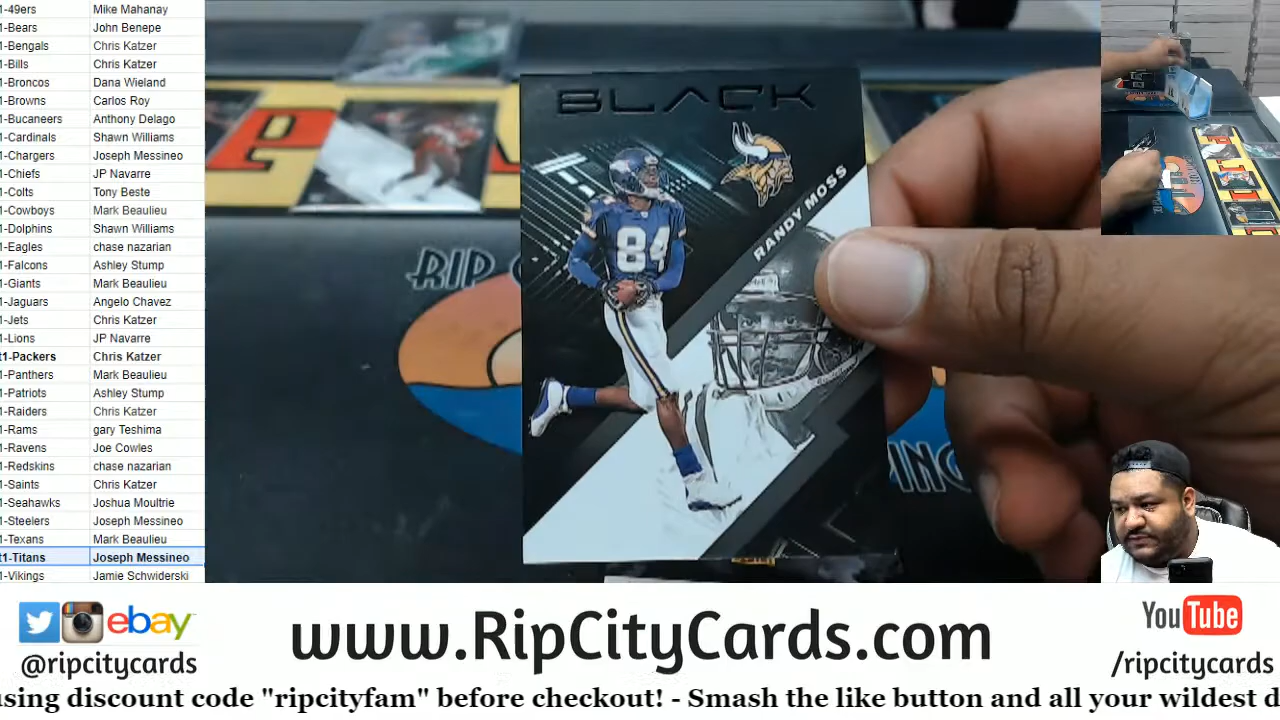 1-49ers Mike Mahanay
1-Bears John Benepe
1-Bengals Chris Katzer
1-Bills Chris Katzer
1-Broncos Dana Wieland
1-Browns Carlos Roy
1-Bucaneers Anthony Delago
1-Cardinals Shawn Williams
1-Chargers Joseph Messineo
1-Chiefs JP Navarre
1-Colts Tony Beste
1-Cowboys Mark Beaulieu
1-Dolphins Shawn Williams
1-Eagles chase nazarian
1-Falcons Ashley Stump
1-Giants Mark Beaulieu
1-Jaguars Angelo Chavez
1-Jets Chris Katzer
1-Lions JP Navarre
t1-Packers Chris Katzer
1-Panthers Mark Beaulieu
1-Patriots Ashley Stump
1-Raiders Chris Katzer
1-Rams gary Teshima
1-Ravens Joe Cowles
1-Redskins chase nazarian
1-Saints Chris Katzer
1-Seahawks Joshua Moultrie
1-Steelers Joseph Messineo
1-Texans Mark Beaulieu
t1-Titans Joseph Messineo
1-Vikings Jamie Schwiderski
P
BLACK
RANDY MOSS
84
RIP
ebay
@ripcitycards
www.RipCityCards.com
YouTube
/ripcitycards
using discount code "ripcityfam" before checkout! - Smash the like button and all your wildest d